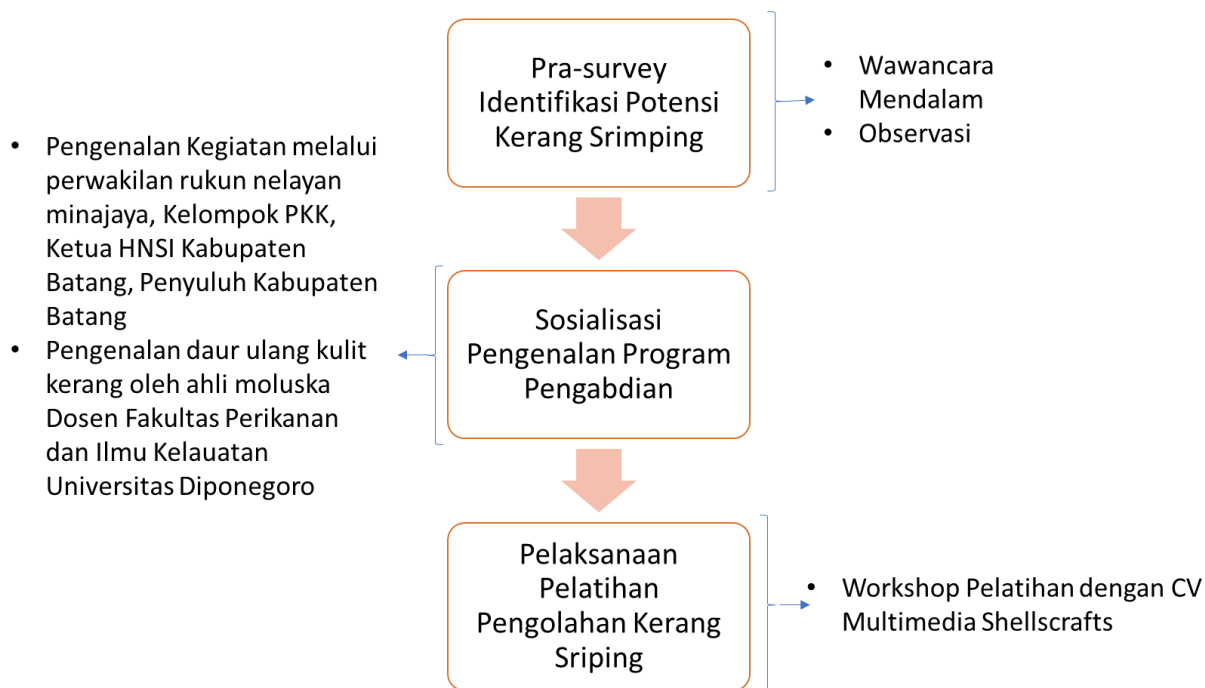 Pra-survey
Identifikasi Potensi
Kerang Srimping
• Wawancara
Mendalam
• Observasi
• Pengenalan Kegiatan melalui
perwakilan rukun nelayan
minajaya, Kelompok PKK,
Ketua HNSI Kabupaten
Batang, Penyuluh Kabupaten
Batang
• Pengenalan daur ulang kulit
kerang oleh ahli moluska
Dosen Fakultas Perikanan
dan Ilmu Kelauatan
Universitas Diponegoro
Sosialisasi
Pengenalan Program
Pengabdian
Pelaksanaan
Pelatihan
Pengolahan Kerang
Sriping
• Workshop Pelatihan dengan CV
Multimedia Shellscrafts